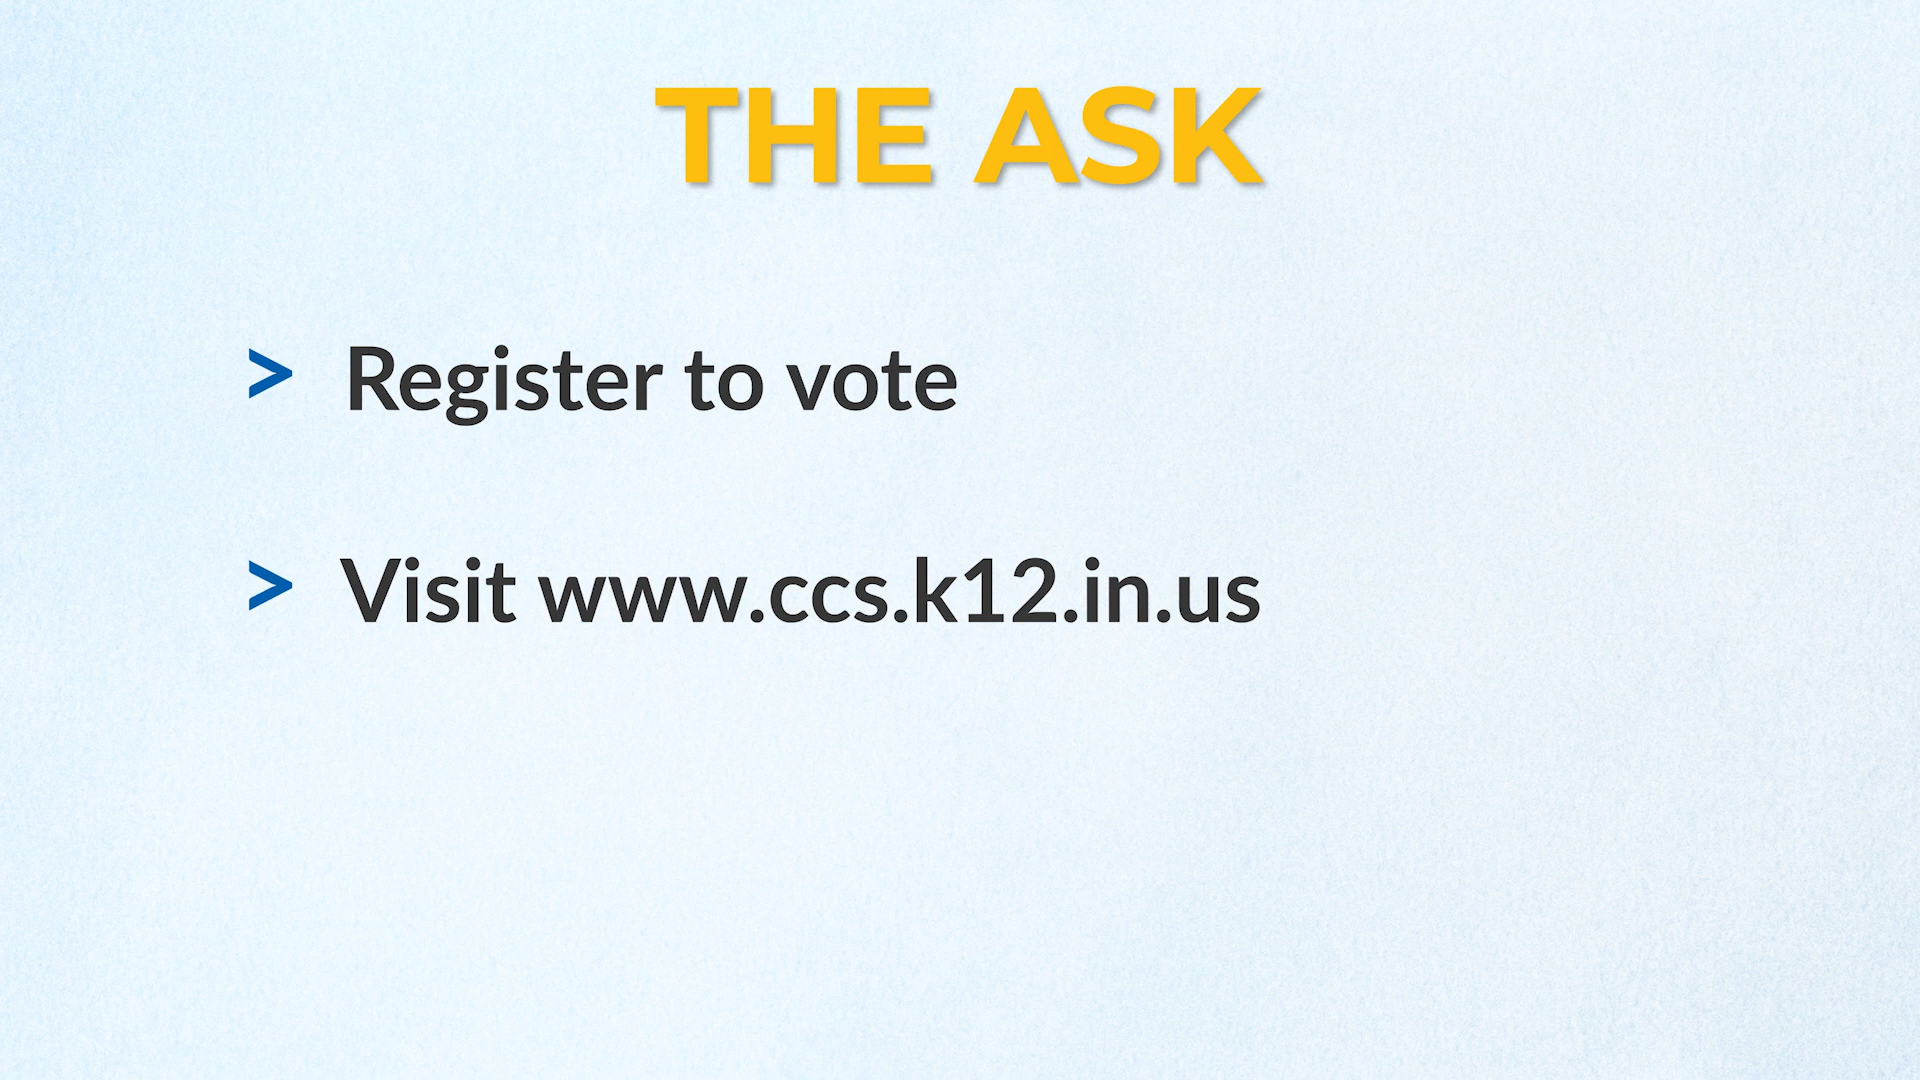 THE ASK
> Register to vote
> Visit www.ccs.k12.in.us